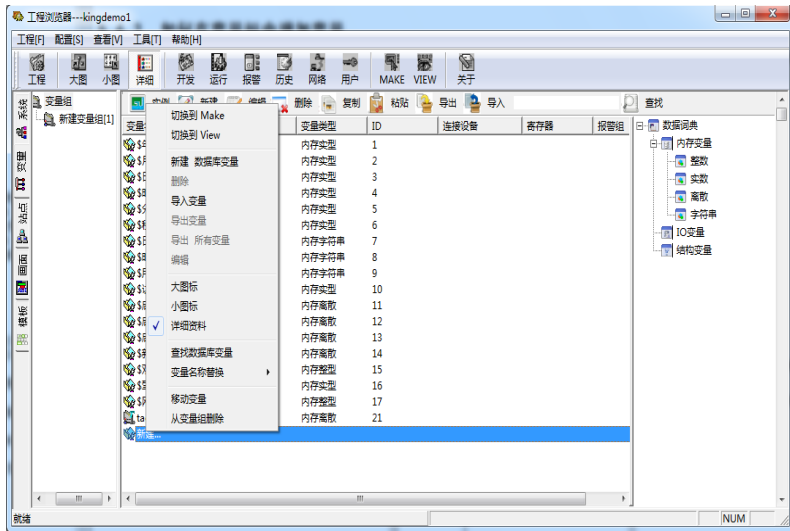 工程浏览器---kingdemo1
工程[F] 配置[S] 查看[V] 工具[T] 帮助[H]
工程 大图 小图 详细 开发 运行 报警 历史 网络 用户 MAKE VIEW 关于
系统
变量
站点
画面
模板
变量组
新建变量组[1]
新建 编辑 删除 复制 粘贴 导出 导入 查找
变量类型 ID 连接设备 寄存器 报警组
内存实型 1
内存实型 2
内存实型 3
内存实型 4
内存实型 5
内存实型 6
内存字符串 7
内存字符串 8
内存字符串 9
内存实型 10
内存离散 11
内存离散 12
内存离散 13
内存离散 14
内存整型 15
内存实型 16
内存整型 17
ta 内存离散 21
新建...
切换到 Make
切换到 View
新建 数据库变量
删除
导入变量
导出变量
导出 所有变量
编辑
大图标
小图标
详细资料
查找数据库变量
变量名称替换
移动变量
从变量组删除
数据词典
内存变量
整数
实数
离散
字符串
IO变量
结构变量
就绪
NUM